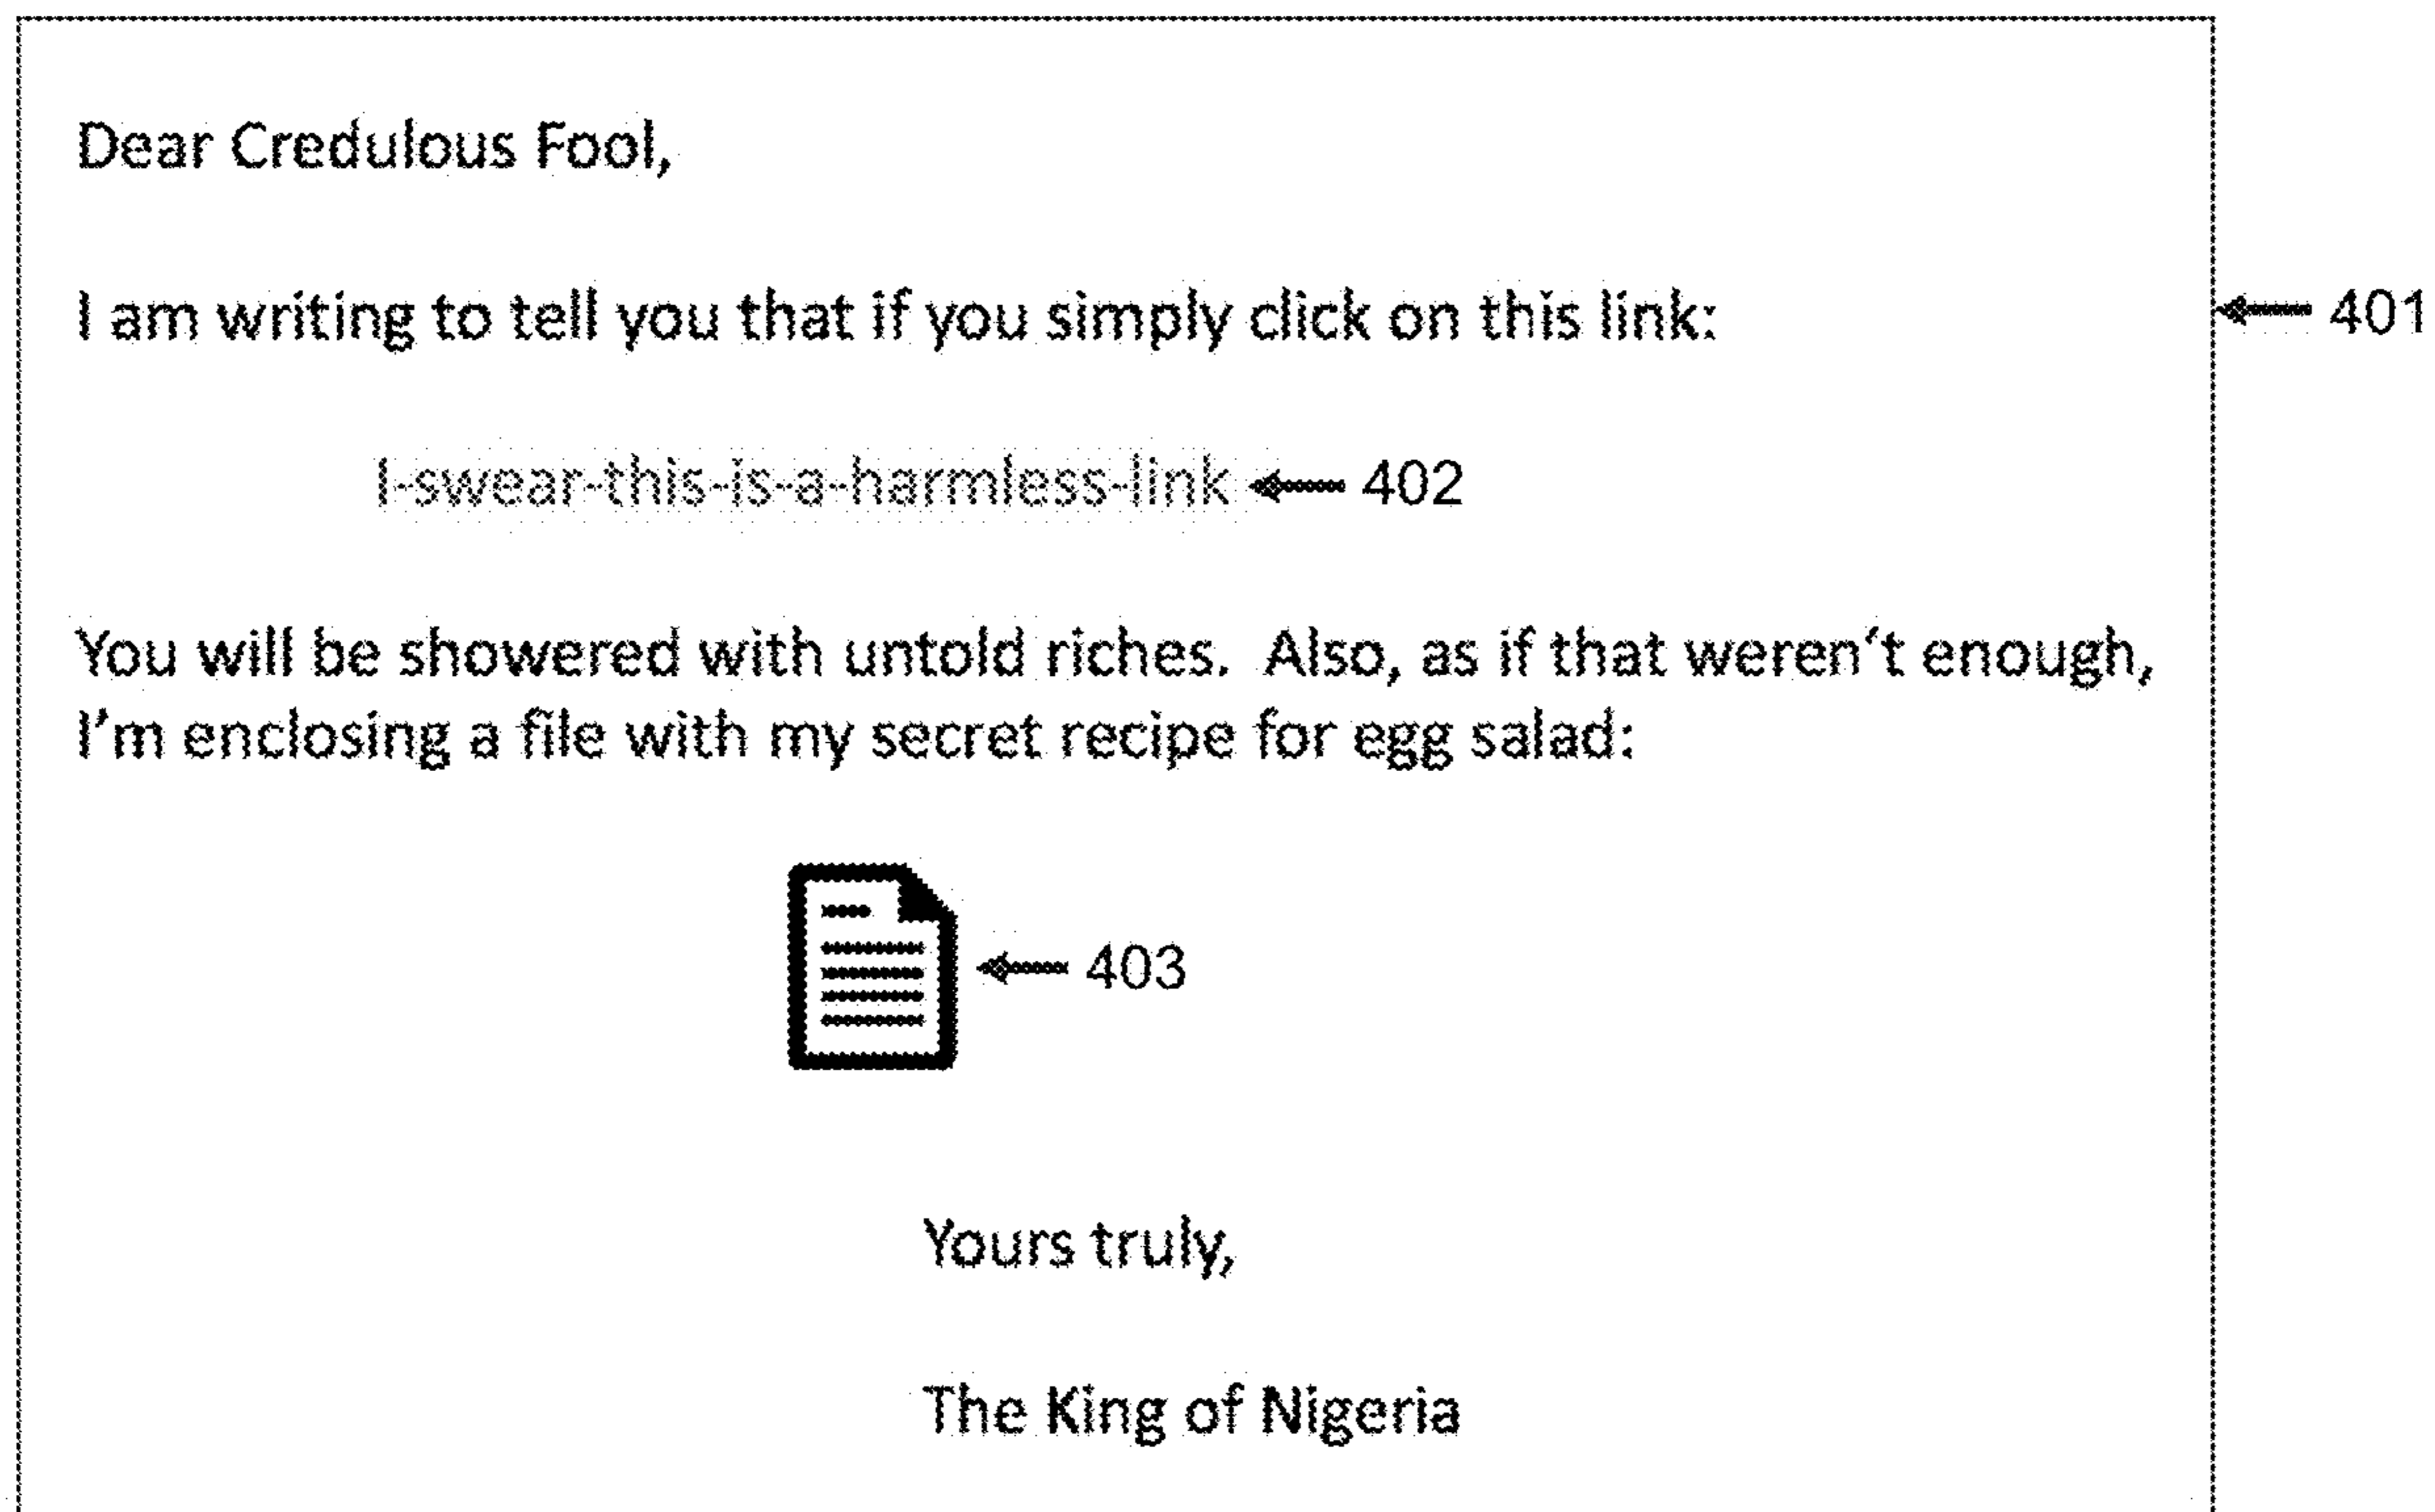 Dear Credulous Fool,
I am writing to tell you that if you simply click on this link:
401
I-swear-this-is-a-harmless-link
402
You will be showered with untold riches.  Also, as if that weren't enough,
I'm enclosing a file with my secret recipe for egg salad:
403
Yours truly,
The King of Nigeria